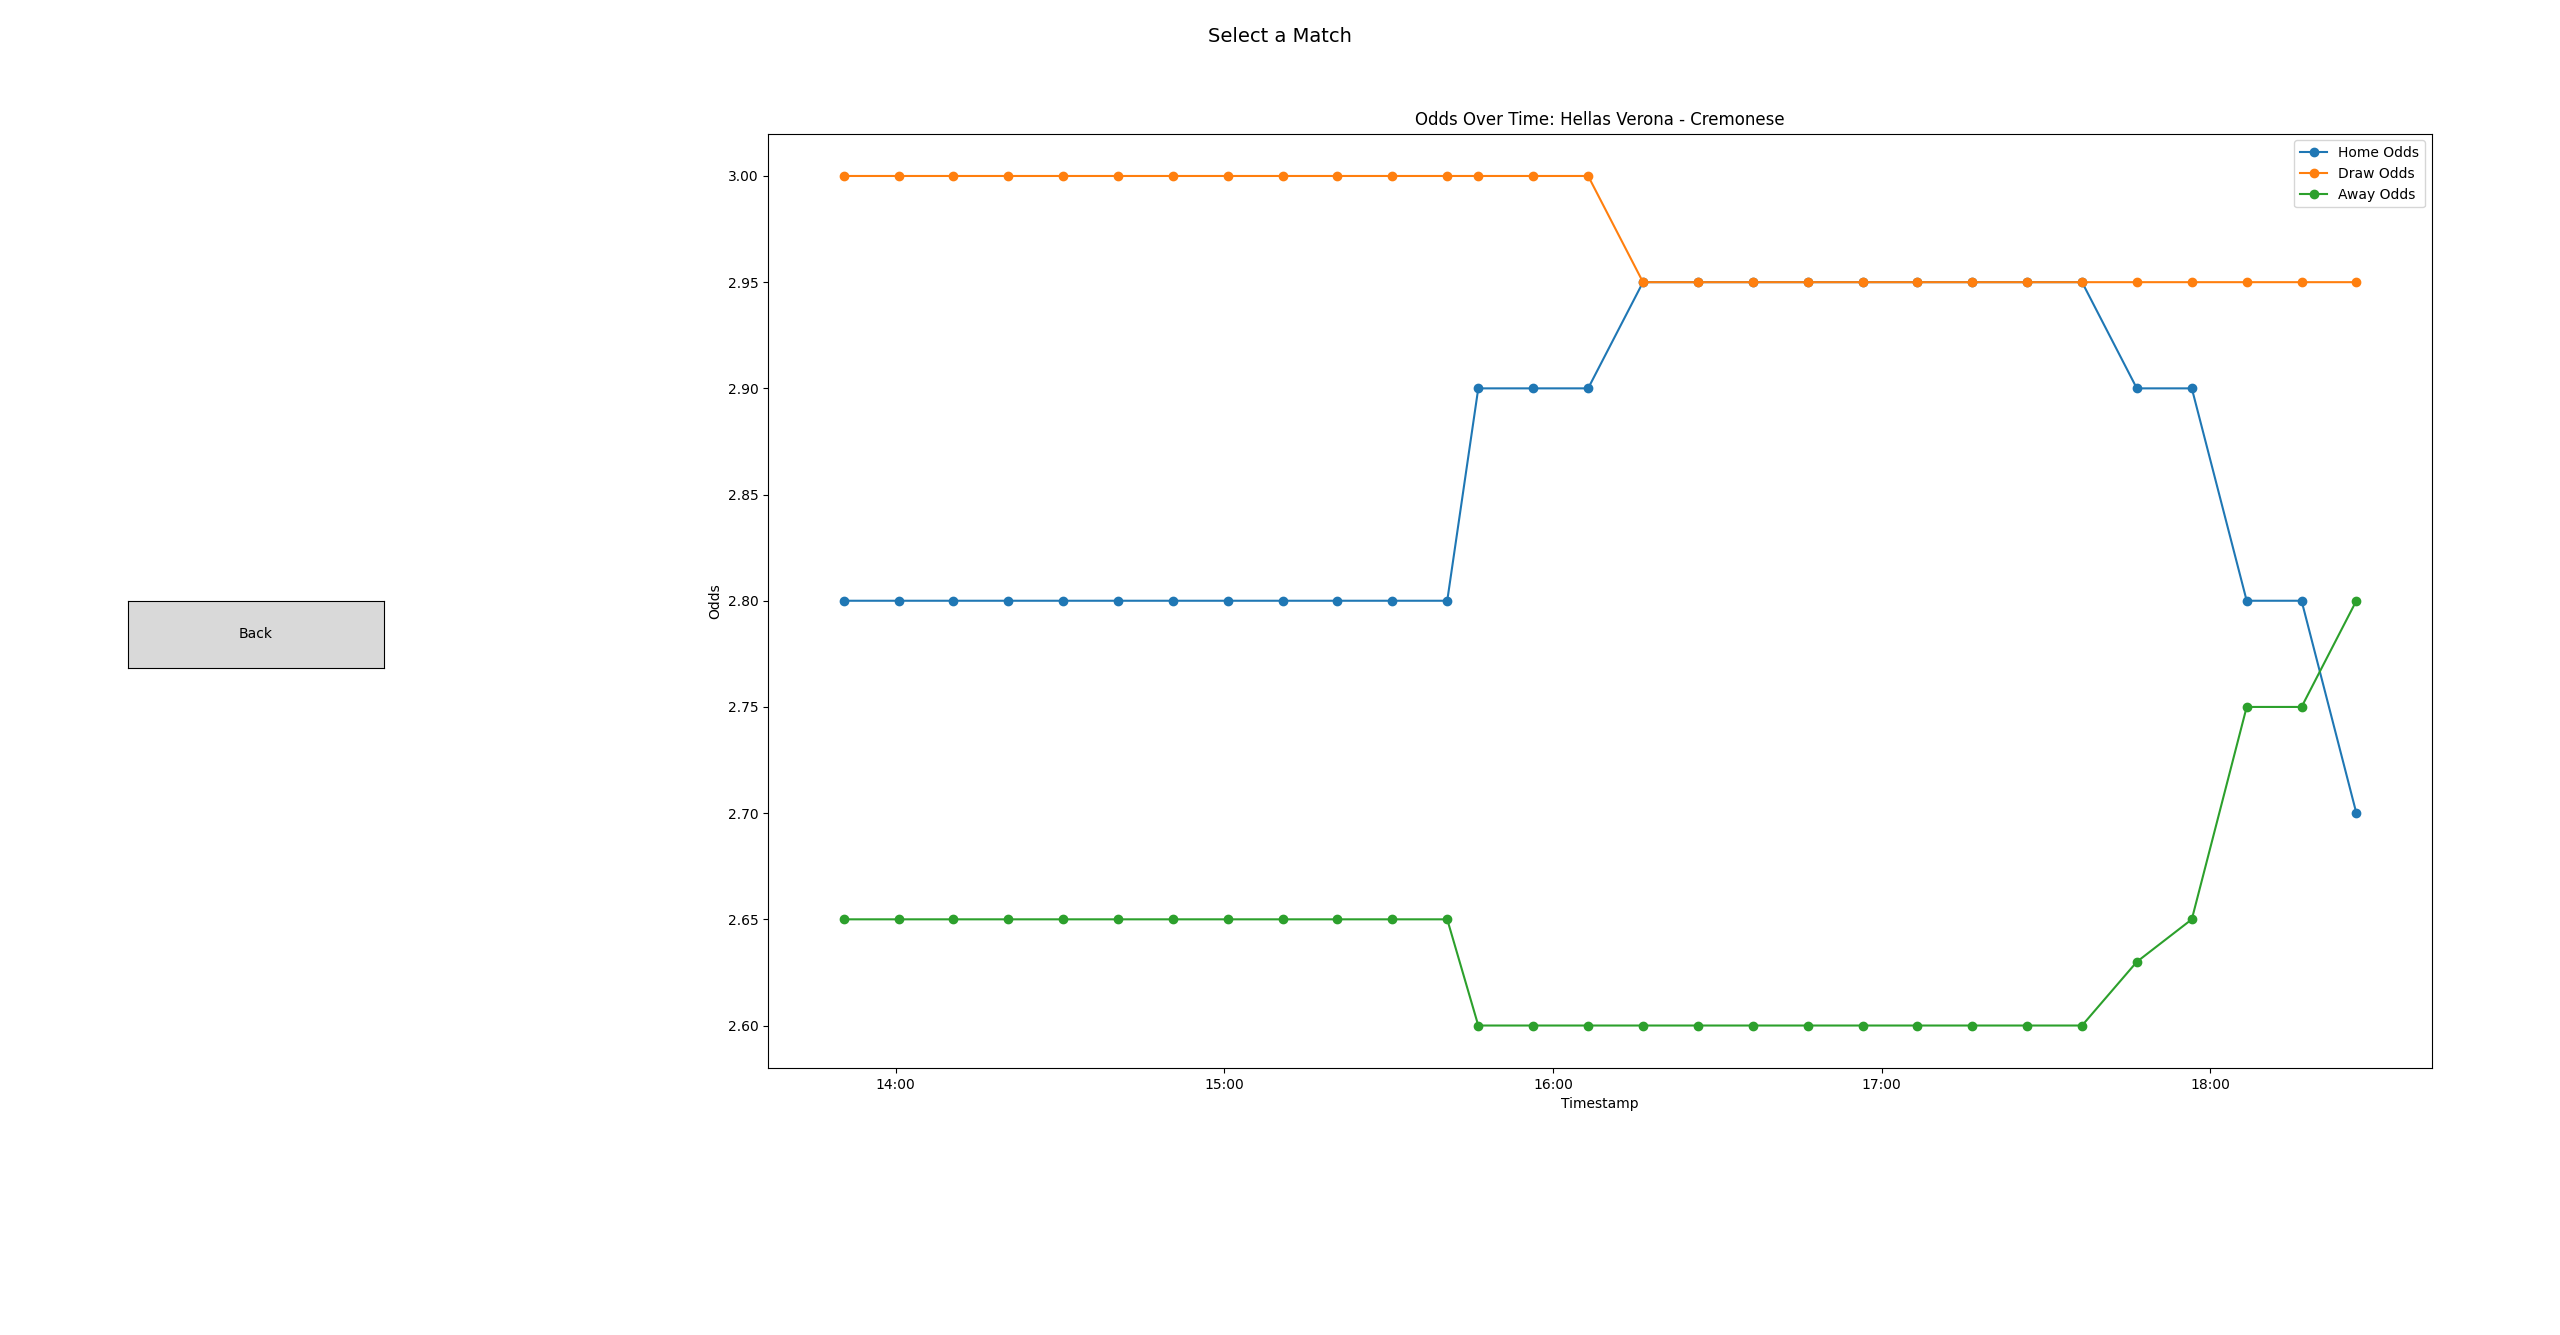 Select a Match
Odds Over Time: Hellas Verona - Cremonese
Home Odds
Draw Odds
Away Odds
3.00
2.95
2.90
2.85
2.80
2.75
2.70
2.65
2.60
Odds
14:00 15:00 16:00 17:00 18:00
Timestamp
Back